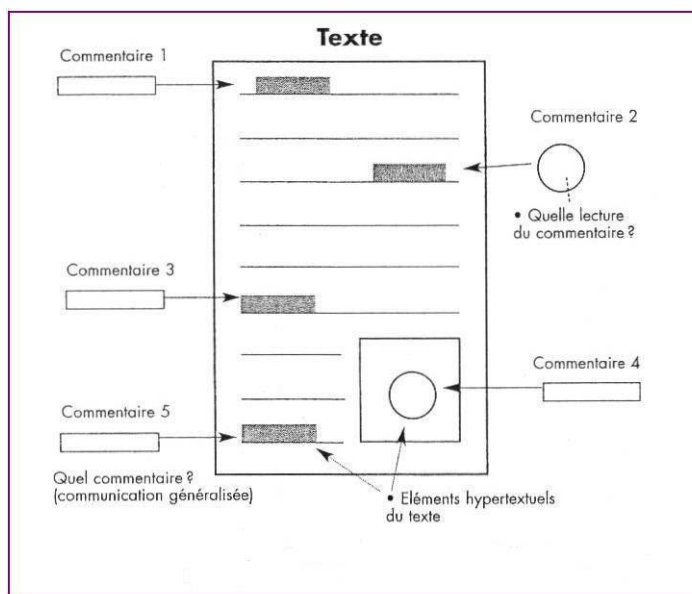 Texte
Commentaire 1
Commentaire 2
• Quelle lecture
du commentaire ?
Commentaire 3
Commentaire 4
Commentaire 5
Quel commentaire ?
(communication généralisée)
• Eléments hypertextuels
du texte